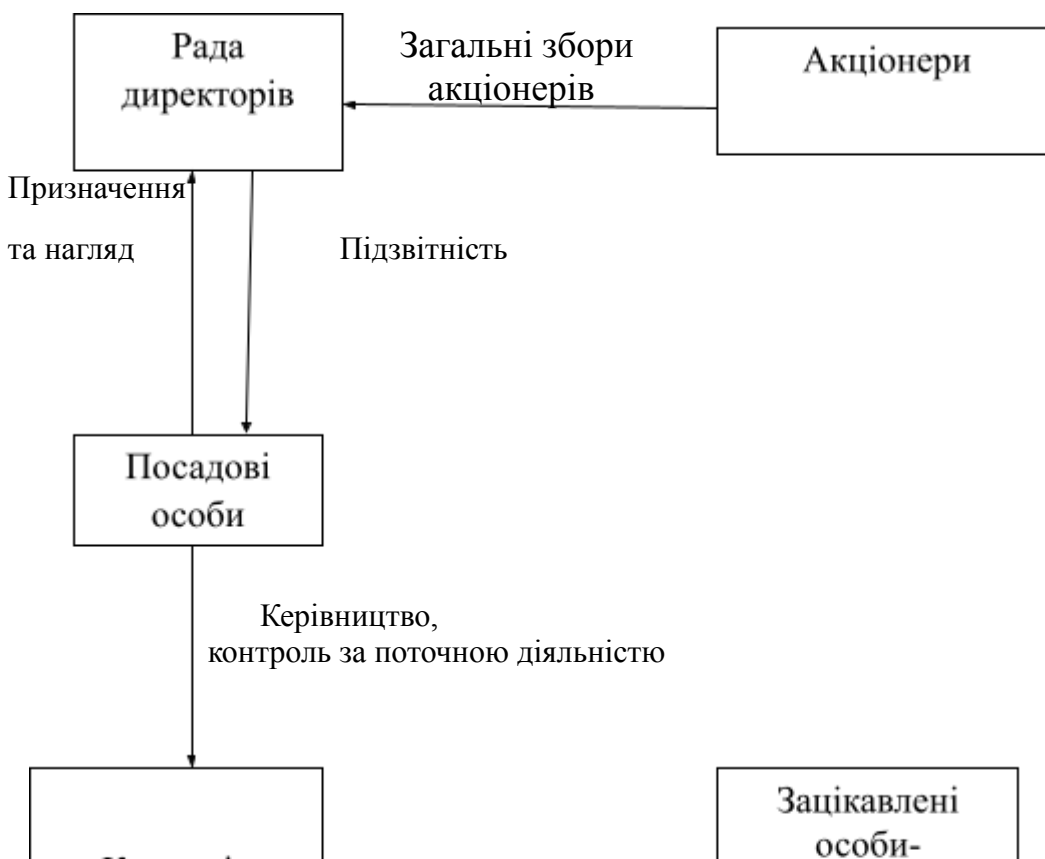 Рада
директорів
Загальні збори
акціонерів
Акціонери
Призначення
та нагляд
Підзвітність
Посадові
особи
Керівництво,
контроль за поточною діяльністю
Зацікавлені
особи-